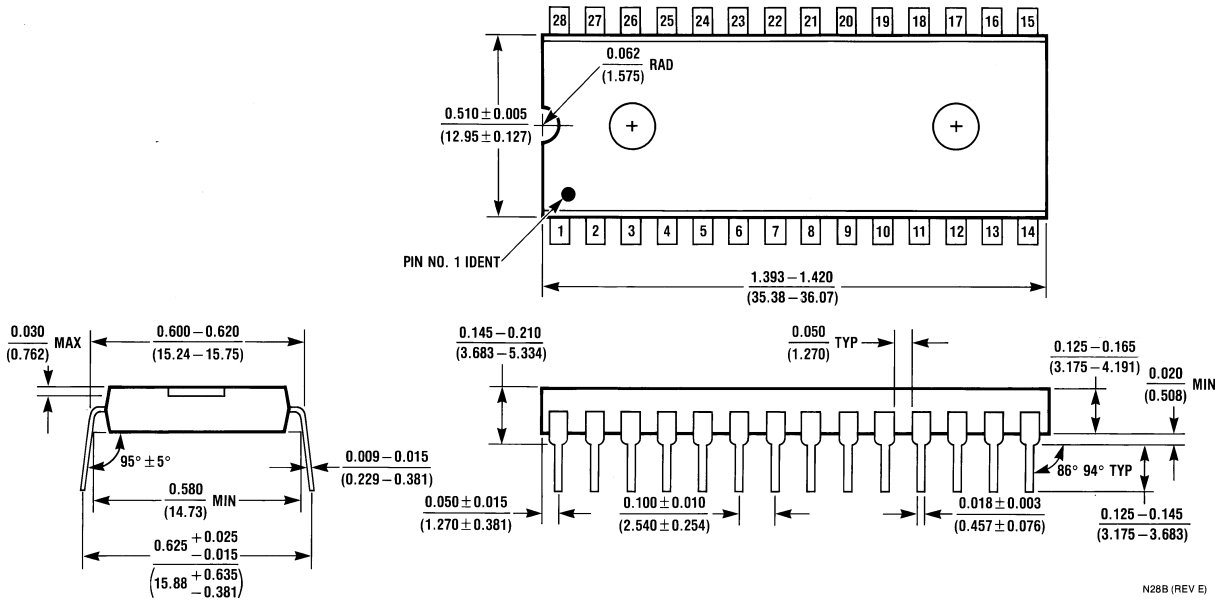 28 27 26 25 24 23 22 21 20 19 18 17 16 15
0.062
(1.575)
RAD
0.510 ± 0.005
(12.95 ± 0.127)
PIN NO. 1 IDENT
1 2 3 4 5 6 7 8 9 10 11 12 13 14
1.393 – 1.420
(35.38 – 36.07)
0.030
(0.762)
MAX
0.600 – 0.620
(15.24 – 15.75)
95° ± 5°
0.580
(14.73)
MIN
0.009 – 0.015
(0.229 – 0.381)
0.625 + 0.025
– 0.015
(15.88 + 0.635
– 0.381)
0.145 – 0.210
(3.683 – 5.334)
0.050
(1.270)
TYP
0.125 – 0.165
(3.175 – 4.191)
0.020
(0.508)
MIN
86° 94° TYP
0.050 ± 0.015
(1.270 ± 0.381)
0.100 ± 0.010
(2.540 ± 0.254)
0.018 ± 0.003
(0.457 ± 0.076)
0.125 - 0.145
(3.175 - 3.683)
N28B (REV E)